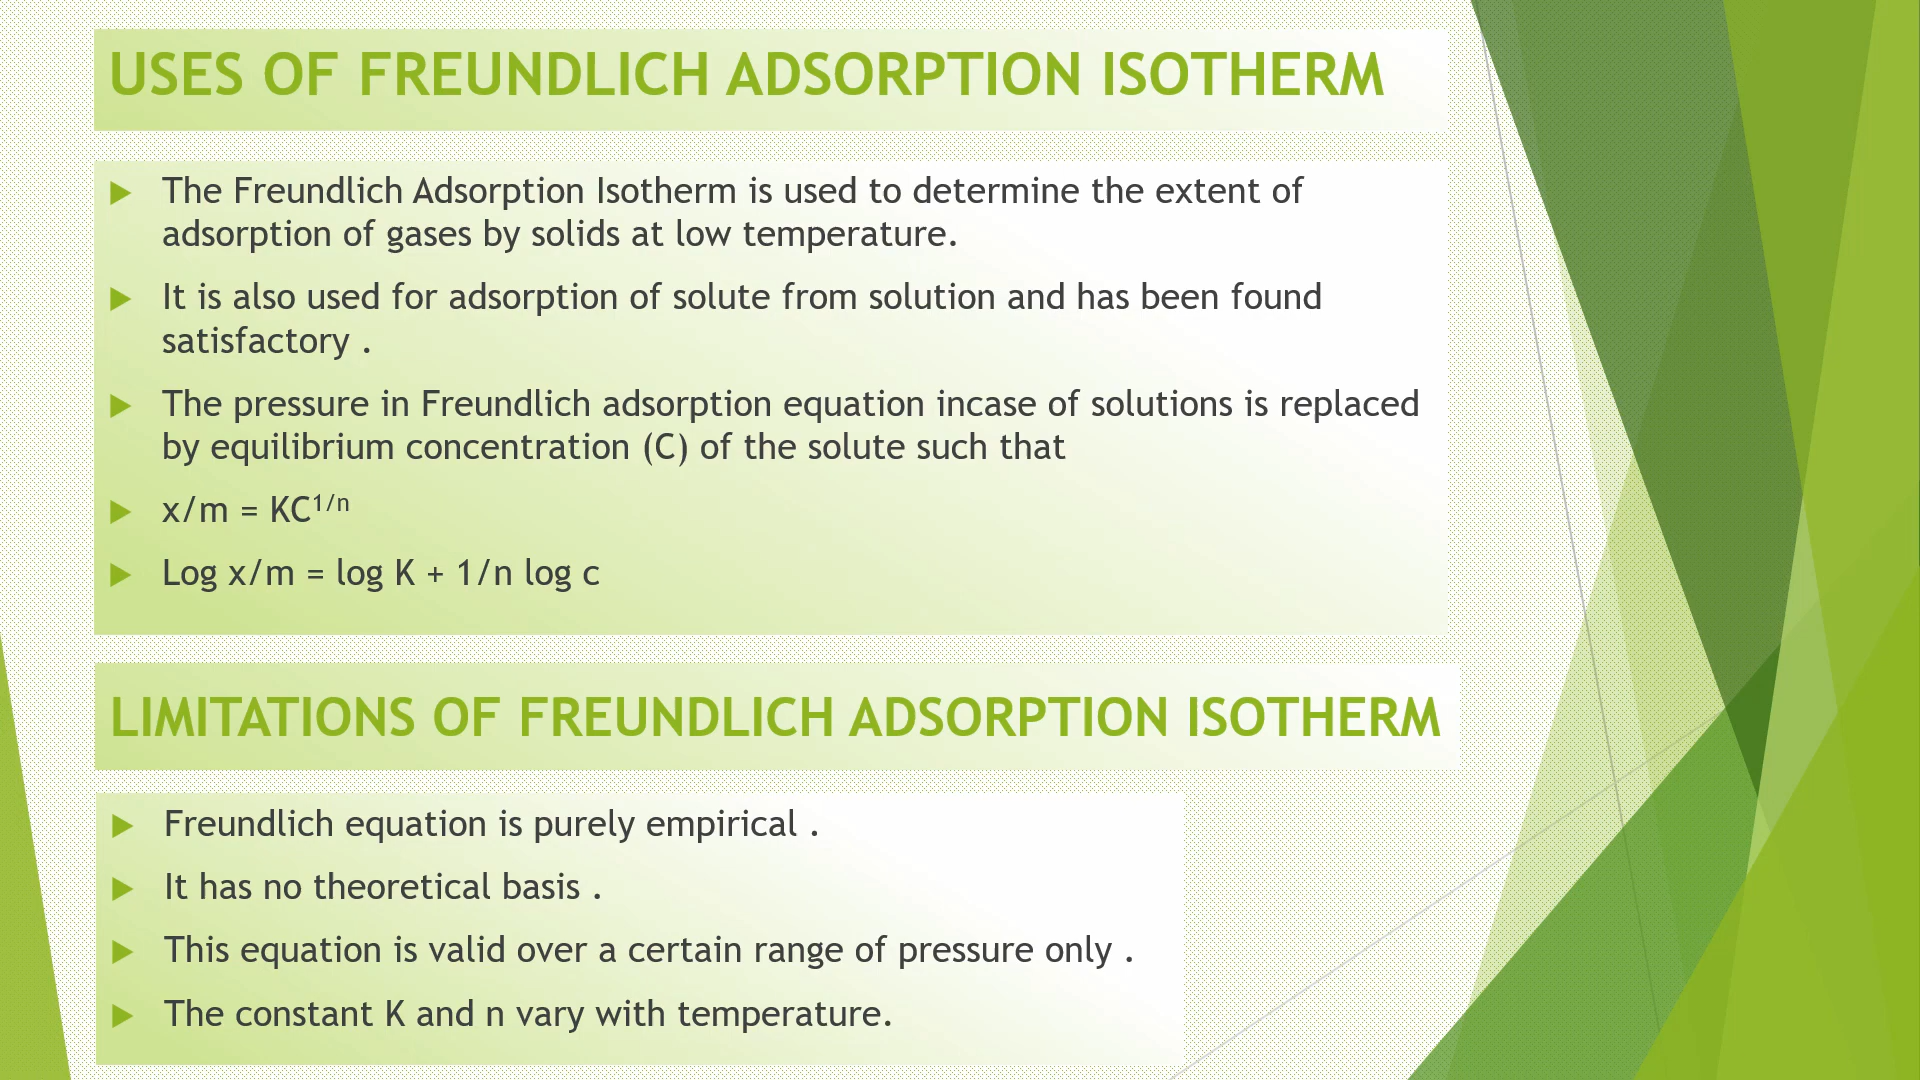 USES OF FREUNDLICH ADSORPTION ISOTHERM
The Freundlich Adsorption Isotherm is used to determine the extent of
adsorption of gases by solids at low temperature.
It is also used for adsorption of solute from solution and has been found
satisfactory .
The pressure in Freundlich adsorption equation incase of solutions is replaced
by equilibrium concentration (C) of the solute such that
x/m = KC^1/n
Log x/m = log K + 1/n log c
LIMITATIONS OF FREUNDLICH ADSORPTION ISOTHERM
Freundlich equation is purely empirical .
It has no theoretical basis .
This equation is valid over a certain range of pressure only .
The constant K and n vary with temperature.